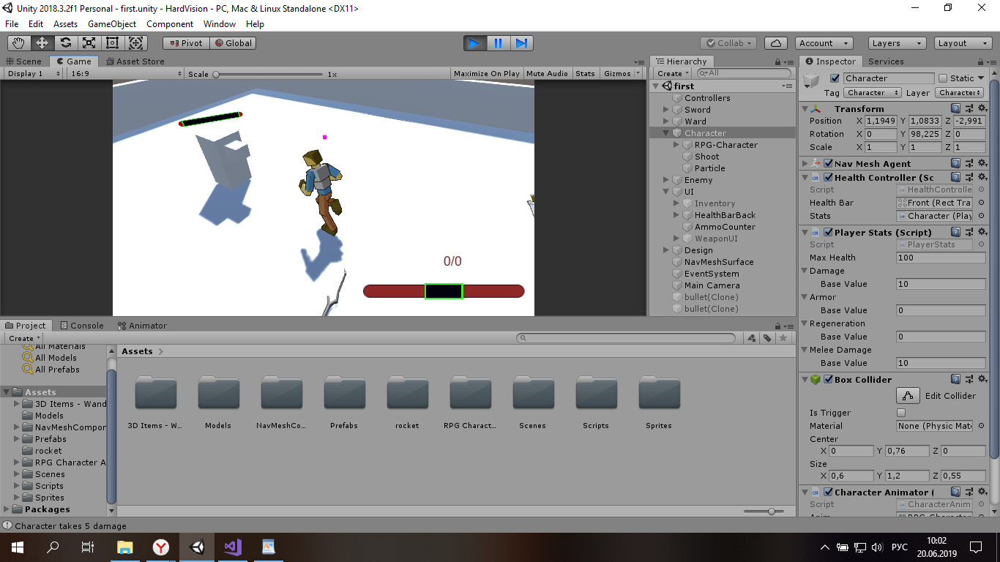 Unity 2018.3.2f1 Personal - first.unity - HardVision - PC, Mac & Linux Standalone <DX11>
File Edit Assets GameObject Component Window Help
Pivot Global Collab Account Layers Layout
Scene Game Asset Store
Display 1 16:9 Scale 1x Maximize On Play Mute Audio Stats Gizmos
0/0
Hierarchy
Create All
first
Controllers
Sword
Ward
Character
RPG-Character
Shoot
Particle
Enemy
UI
Inventory
HealthBarBack
AmmoCounter
WeaponUI
Design
NavMeshSurface
EventSystem
Main Camera
bullet(Clone)
bullet(Clone)
Inspector Services
Character Static
Tag Character Layer Character
Transform
Position X 1,1949 Y 1,0833 Z -2,991
Rotation X 0 Y 98,225 Z 0
Scale X 1 Y 1 Z 1
Nav Mesh Agent
Health Controller (Sc
Script HealthControlle
Health Bar Front (Rect Tra
Stats Character (Play
Player Stats (Script)
Script PlayerStats
Max Health 100
Damage
Base Value 10
Armor
Base Value 0
Regeneration
Base Value 0
Melee Damage
Base Value 10
Box Collider
Edit Collider
Is Trigger
Material None (Physic Mate
Center
X 0 Y 0,76 Z 0
Size
X 0,6 Y 1,2 Z 0,55
Character Animator (
Script CharacterAnim
Anim RPG-Character
Project Console Animator
Create
All Materials
All Models
All Prefabs
Assets
3D Items - Wand
Models
NavMeshCompor
Prefabs
rocket
RPG Character A
Scenes
Scripts
Sprites
Packages
Assets
3D Items - W... Models NavMeshCo... Prefabs rocket RPG Charact... Scenes Scripts Sprites
Character takes 5 damage
РУС
10:02
20.06.2019